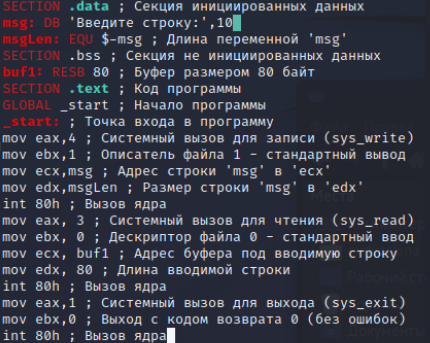 SECTION .data ; Секция инициированных данных
msg: DB 'Введите строку:',10
msgLen: EQU $-msg ; Длина переменной 'msg'
SECTION .bss ; Секция не инициированных данных
buf1: RESB 80 ; Буфер размером 80 байт
SECTION .text ; Код программы
GLOBAL _start ; Начало программы
_start: ; Точка входа в программу
mov eax,4 ; Системный вызов для записи (sys_write)
mov ebx,1 ; Описатель файла 1 - стандартный вывод
mov ecx,msg ; Адрес строки 'msg' в 'ecx'
mov edx,msgLen ; Размер строки 'msg' в 'edx'
int 80h ; Вызов ядра
mov eax, 3 ; Системный вызов для чтения (sys_read)
mov ebx, 0 ; Дескриптор файла 0 - стандартный ввод
mov ecx, buf1 ; Адрес буфера под вводимую строку
mov edx, 80 ; Длина вводимой строки
int 80h ; Вызов ядра
mov eax,1 ; Системный вызов для выхода (sys_exit)
mov ebx,0 ; Выход с кодом возврата 0 (без ошибок)
int 80h ; Вызов ядра